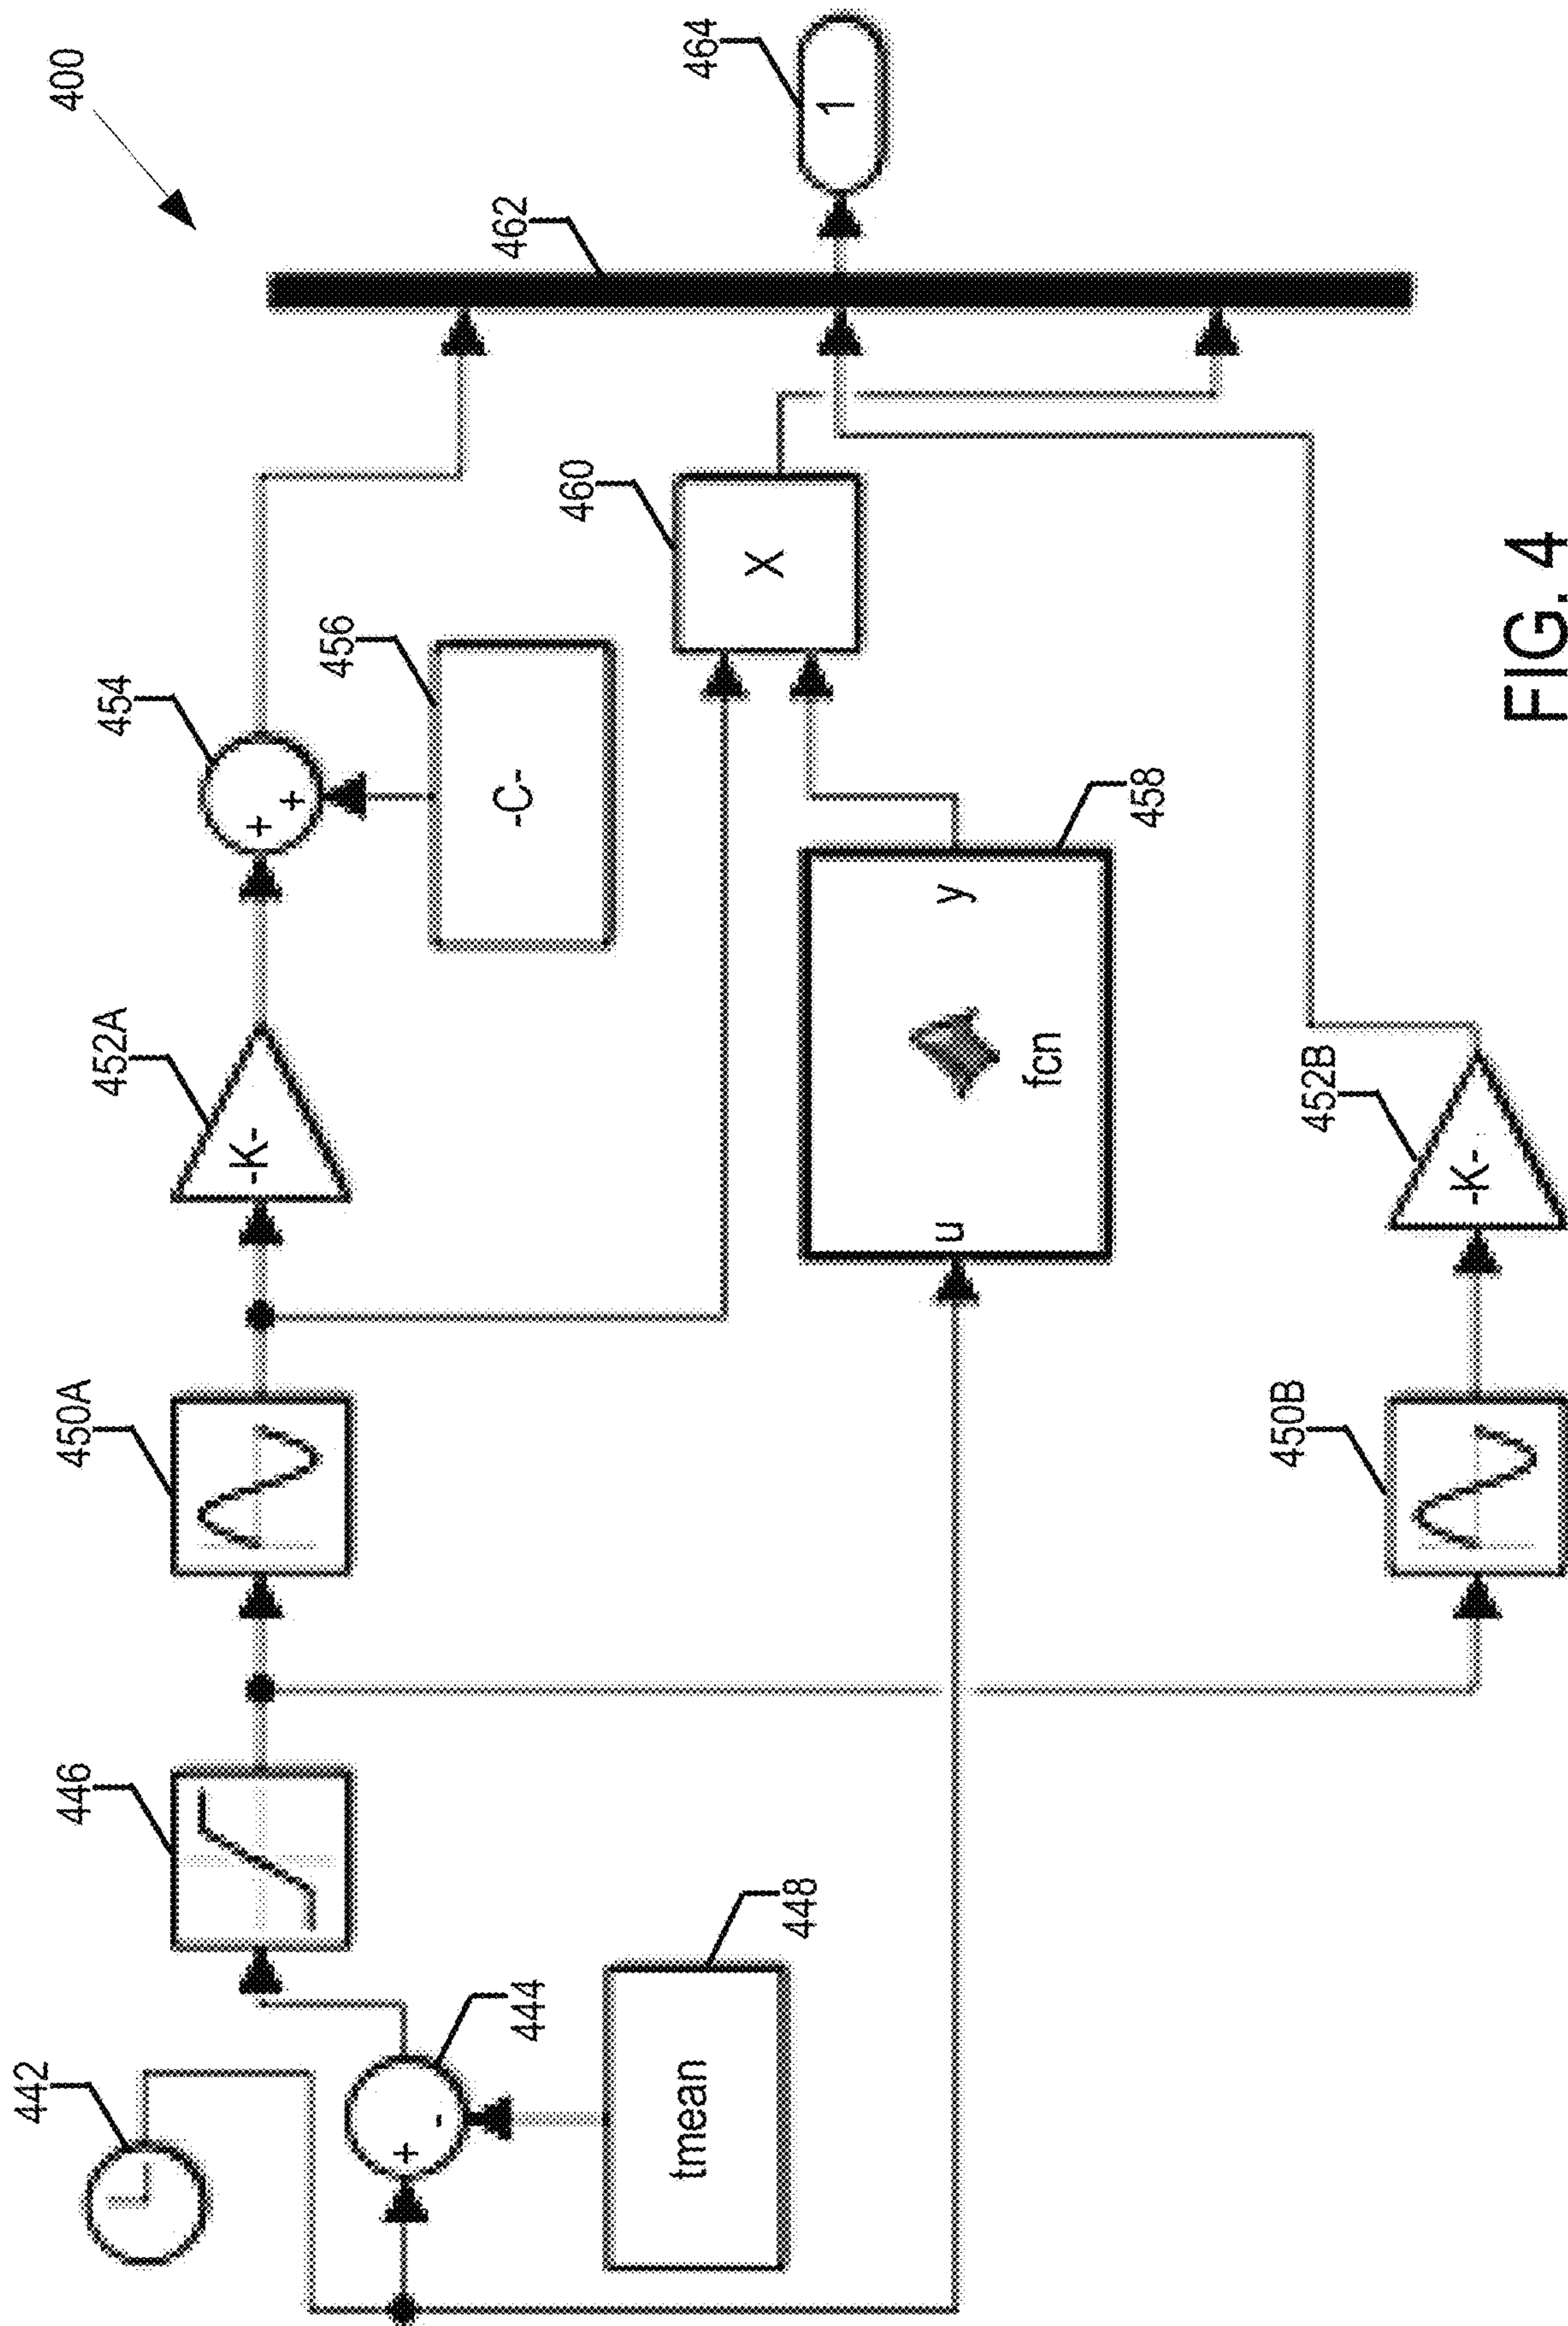 400
442
+
-
444
tmean
448
446
450A
-K-
452A
+
+
454
-C-
456
u
fcn
y
458
X
460
450B
-K-
452B
462
1
464
FIG. 4